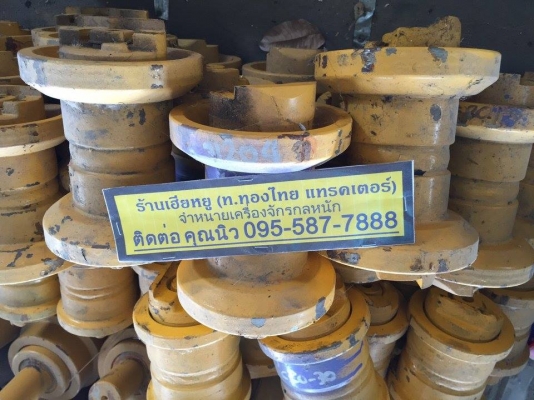 ร้านเฮียหยู (ท.ทองไทย แทรคเตอร์)
จำหน่ายเครื่องจักรกลหนัก
ติดต่อ คุณนิว 095-587-7888